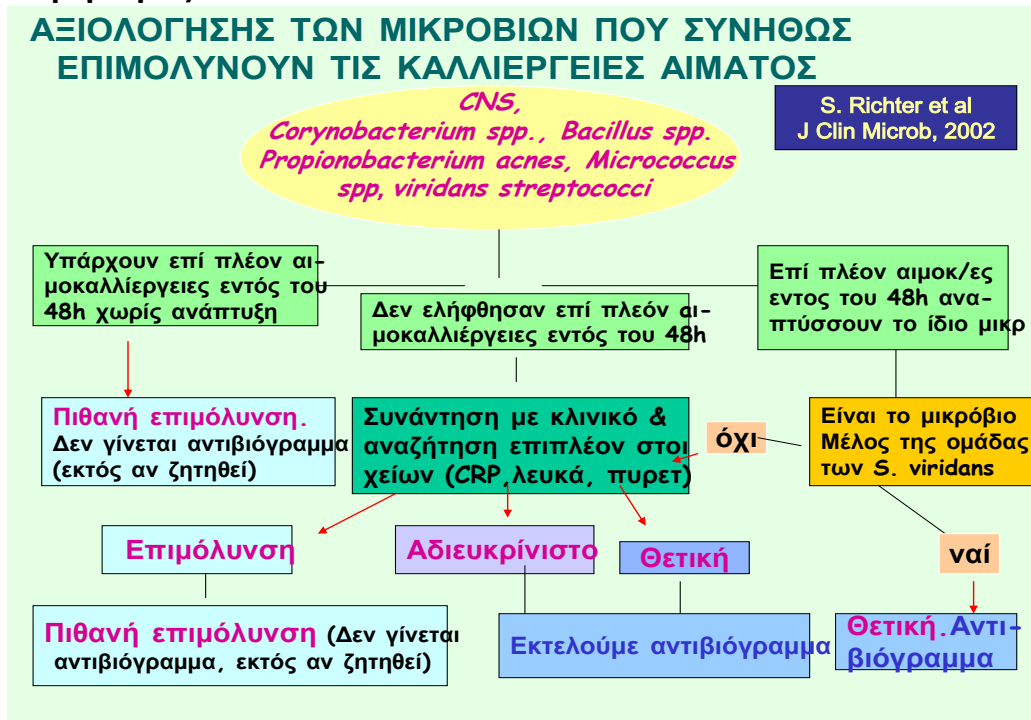 ΑΞΙΟΛΟΓΗΣΗΣ ΤΩΝ ΜΙΚΡΟΒΙΩΝ ΠΟΥ ΣΥΝΗΘΩΣ
ΕΠΙΜΟΛΥΝΟΥΝ ΤΙΣ ΚΑΛΛΙΕΡΓΕΙΕΣ ΑΙΜΑΤΟΣ
CNS,
Corynobacterium spp., Bacillus spp.
Propionobacterium acnes, Micrococcus
spp, viridans streptococci
S. Richter et al
J Clin Microb, 2002
Υπάρχουν επί πλέον αι-
μοκαλλίεργειες εντός του
48h χωρίς ανάπτυξη
Δεν ελήφθησαν επί πλεόν αι-
μοκαλλιέργειες εντός του 48h
Επί πλέον αιμοκ/ες
εντος του 48h ανα-
πτύσσουν το ίδιο μικρ
Πιθανή επιμόλυνση.
Δεν γίνεται αντιβιόγραμμα
(εκτός αν ζητηθεί)
Συνάντηση με κλινικό &
αναζήτηση επιπλέον στοι
χείων (CRP,λευκά, πυρετ)
όχι
Είναι το μικρόβιο
Μέλος της ομάδας
των S. viridans
Επιμόλυνση
Αδιευκρίνιστο
Θετική
ναί
Πιθανή επιμόλυνση (Δεν γίνεται
αντιβιόγραμμα, εκτός αν ζητηθεί)
Εκτελούμε αντιβιόγραμμα
Θετική.Αντι-
βιόγραμμα